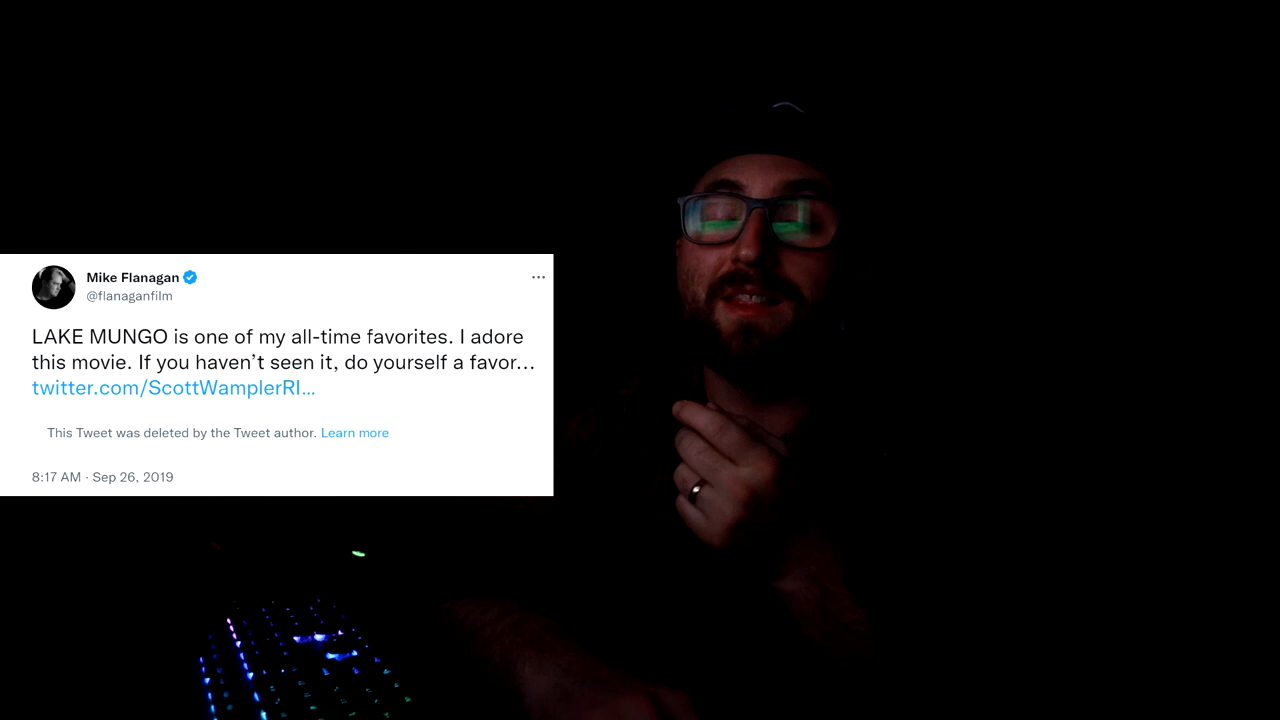 Mike Flanagan
@flanaganfilm
LAKE MUNGO is one of my all-time favorites. I adore
this movie. If you haven't seen it, do yourself a favor...
twitter.com/ScottWamplerRI...
This Tweet was deleted by the Tweet author. Learn more
8:17 AM · Sep 26, 2019